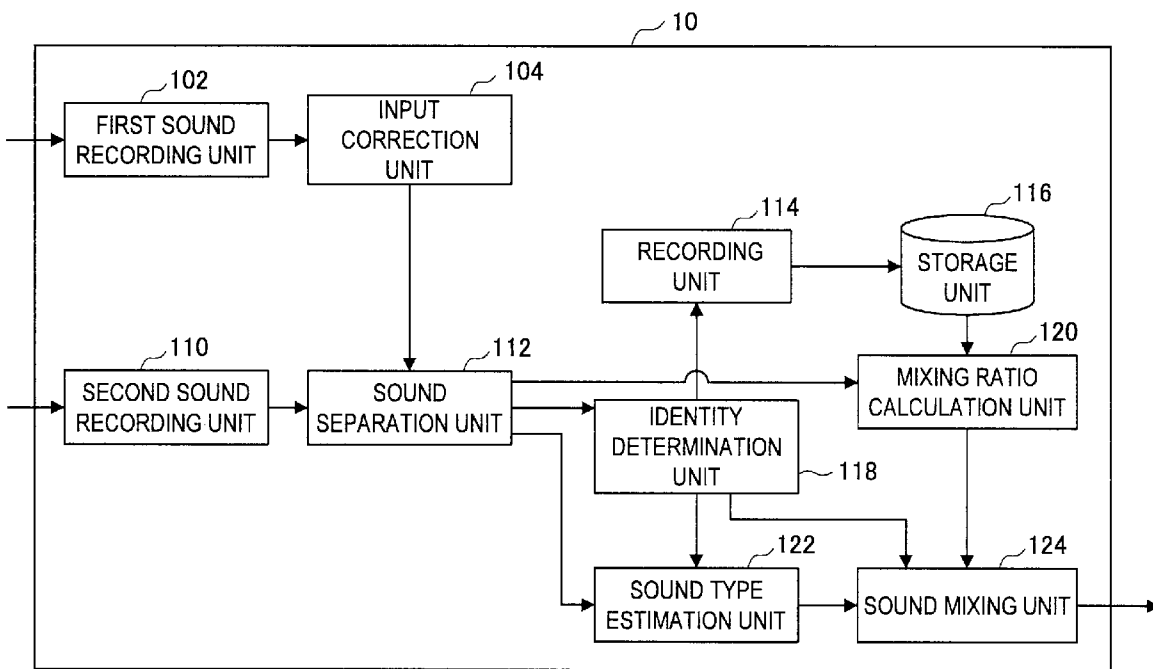 10
102
FIRST SOUND
RECORDING UNIT
104
INPUT
CORRECTION
UNIT
114
RECORDING
UNIT
116
STORAGE
UNIT
110
SECOND SOUND
RECORDING UNIT
112
SOUND
SEPARATION UNIT
120
MIXING RATIO
CALCULATION UNIT
IDENTITY
DETERMINATION
UNIT
118
122
SOUND TYPE
ESTIMATION UNIT
124
SOUND MIXING UNIT